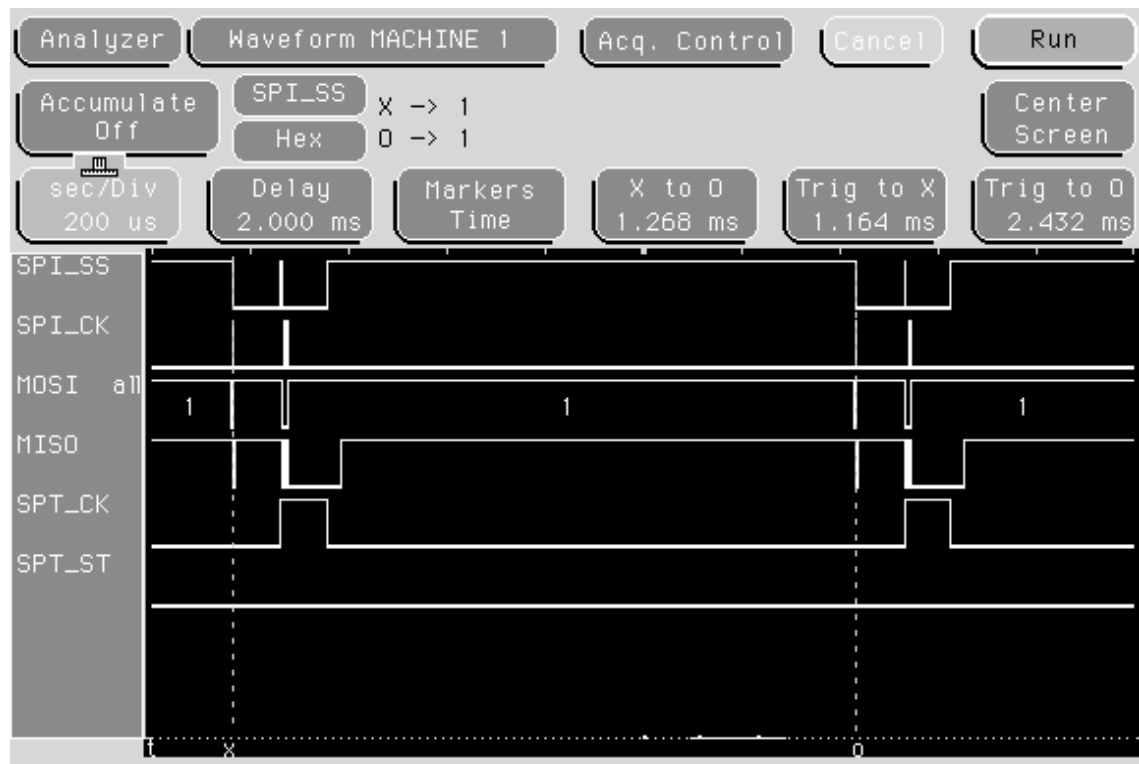 Analyzer Waveform MACHINE 1 Acq. Control Cancel Run
Accumulate Off
SPI_SS X -> 1
Hex O -> 1
Center Screen
sec/Div 200 us
Delay 2.000 ms
Markers Time
X to O 1.268 ms
Trig to X 1.164 ms
Trig to O 2.432 ms
SPI_SS
SPI_CK
MOSI all 1 1 1
MISO
SPT_CK
SPT_ST
t X O